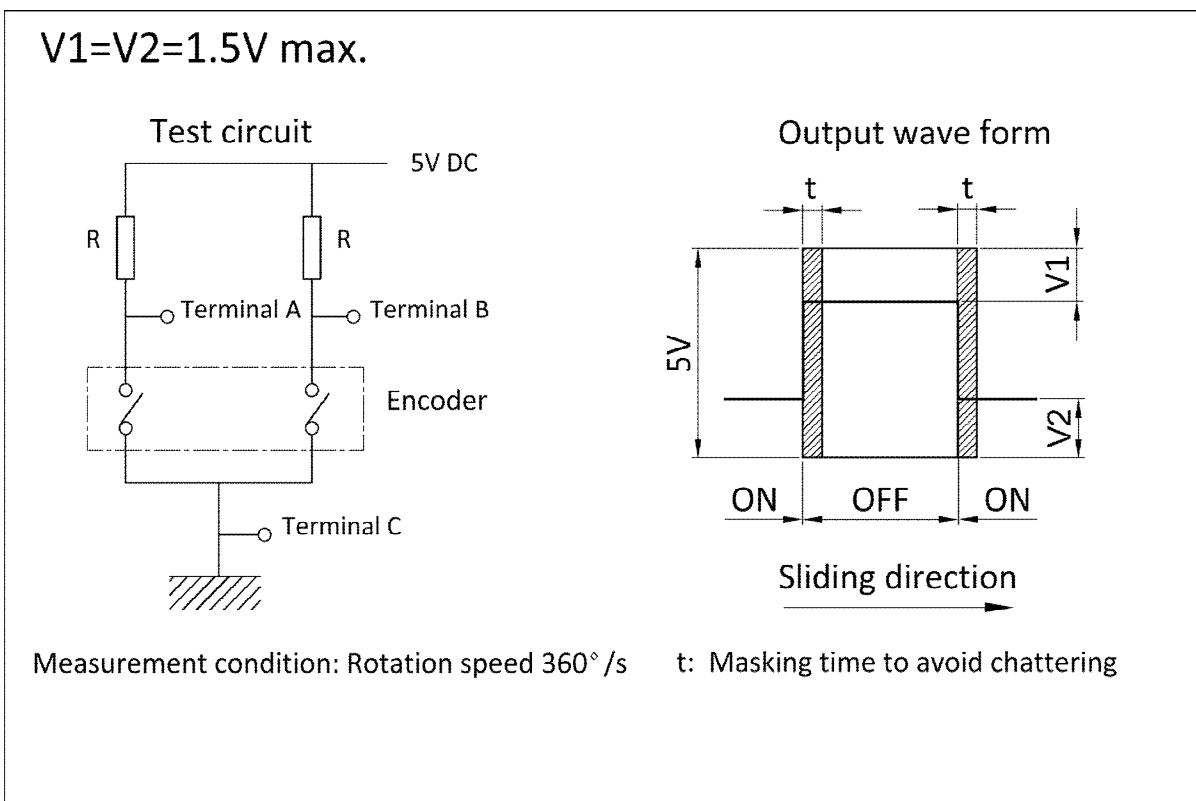 V1=V2=1.5V max.
Test circuit
5V DC
R
R
Terminal A
Terminal B
Encoder
Terminal C
Output wave form
t
t
V1
5V
V2
ON
OFF
ON
Sliding direction
Measurement condition: Rotation speed 360°/s
t: Masking time to avoid chattering